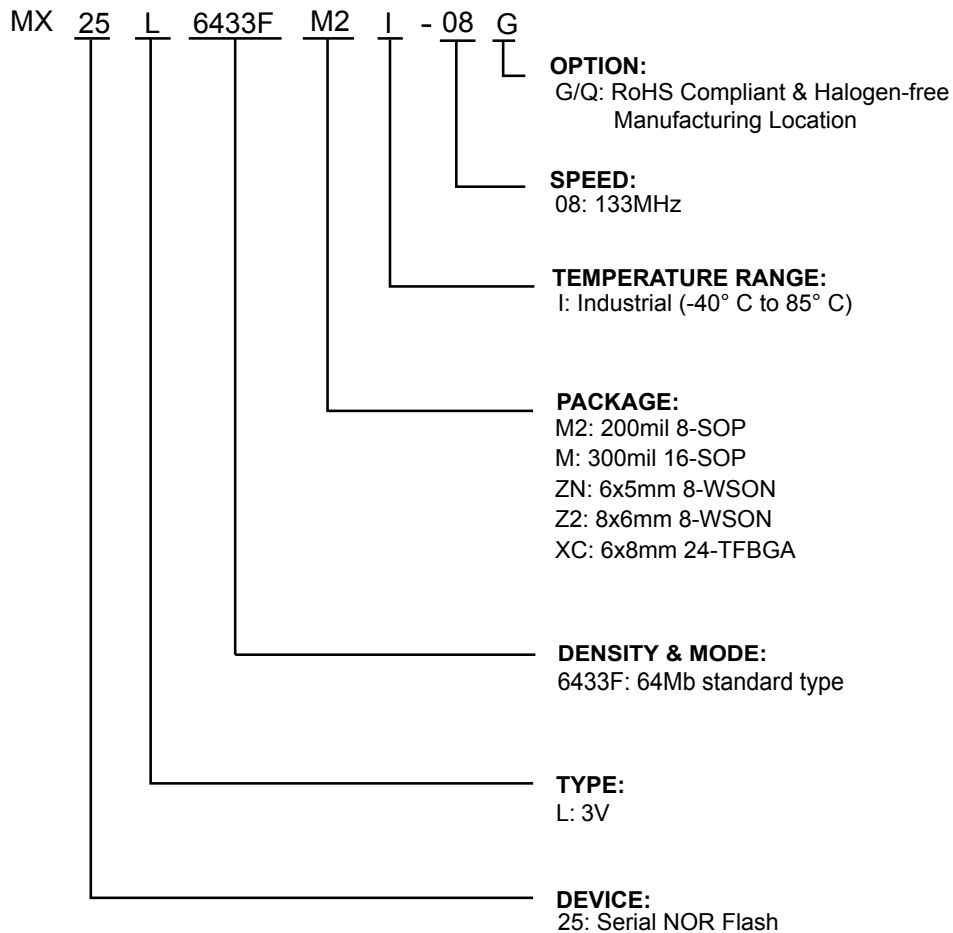 MX 25 L 6433F M2 I - 08 G
OPTION:
G/Q: RoHS Compliant & Halogen-free
Manufacturing Location
SPEED:
08: 133MHz
TEMPERATURE RANGE:
I: Industrial (-40° C to 85° C)
PACKAGE:
M2: 200mil 8-SOP
M: 300mil 16-SOP
ZN: 6x5mm 8-WSON
Z2: 8x6mm 8-WSON
XC: 6x8mm 24-TFBGA
DENSITY & MODE:
6433F: 64Mb standard type
TYPE:
L: 3V
DEVICE:
25: Serial NOR Flash